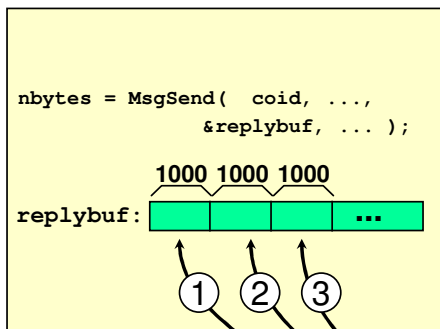 nbytes = MsgSend( coid, ...,
&replybuf, ... );
1000 1000 1000
replybuf: ...
1 2 3